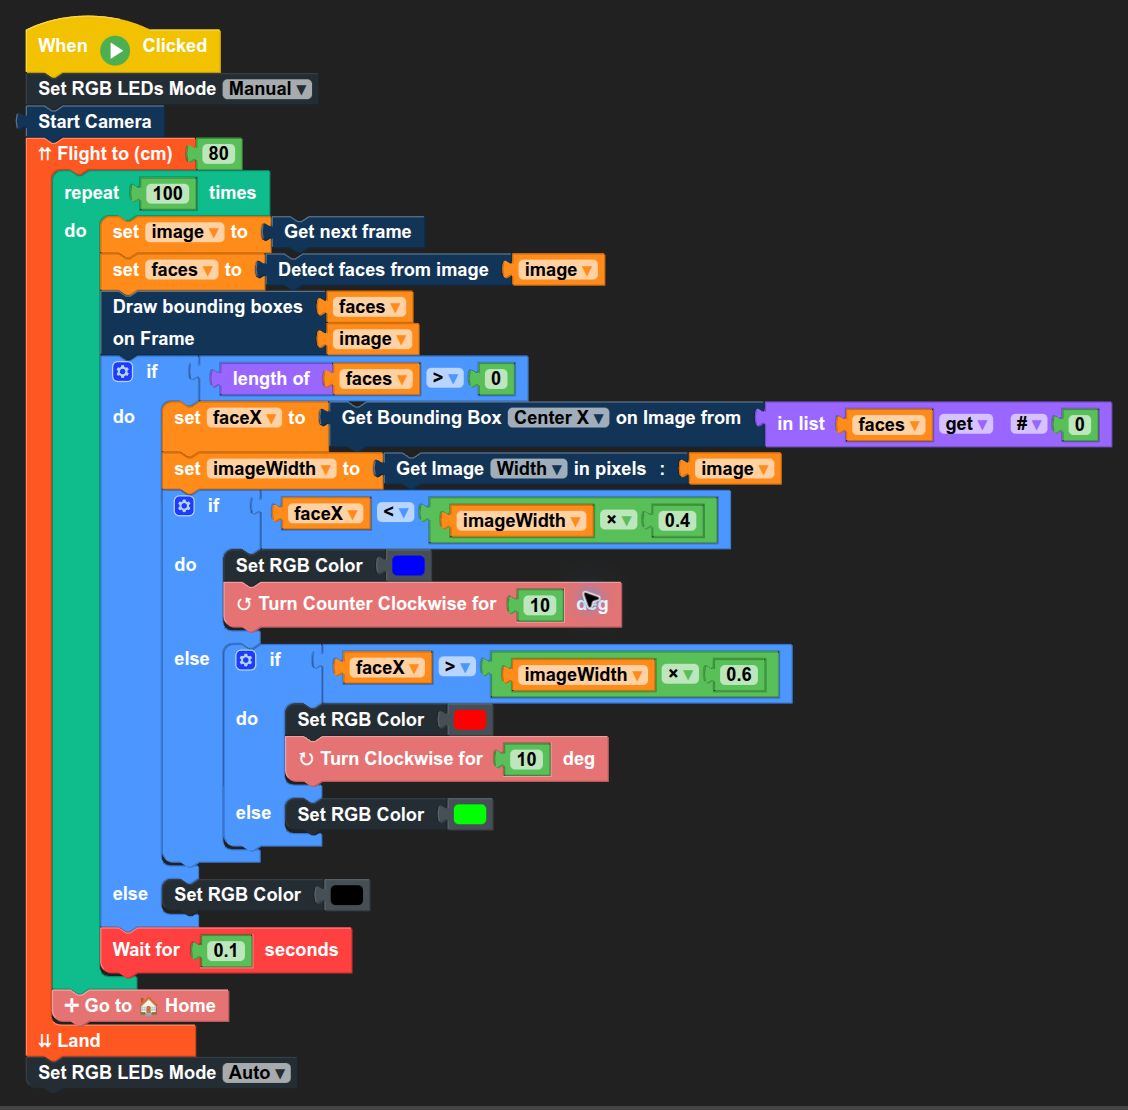 When Clicked
Set RGB LEDs Mode Manual ▾
Start Camera
⇈ Flight to (cm) 80
repeat 100 times
do set image ▾ to Get next frame
set faces ▾ to Detect faces from image image ▾
Draw bounding boxes faces ▾
on Frame image ▾
if length of faces ▾ > ▾ 0
do set faceX ▾ to Get Bounding Box Center X ▾ on Image from in list faces ▾ get ▾ # ▾ 0
set imageWidth ▾ to Get Image Width ▾ in pixels : image ▾
if faceX ▾ < ▾ imageWidth ▾ × ▾ 0.4
do Set RGB Color
↺ Turn Counter Clockwise for 10 deg
else if faceX ▾ > ▾ imageWidth ▾ × ▾ 0.6
do Set RGB Color
↻ Turn Clockwise for 10 deg
else Set RGB Color
else Set RGB Color
Wait for 0.1 seconds
✛ Go to 🏠 Home
⇊ Land
Set RGB LEDs Mode Auto ▾